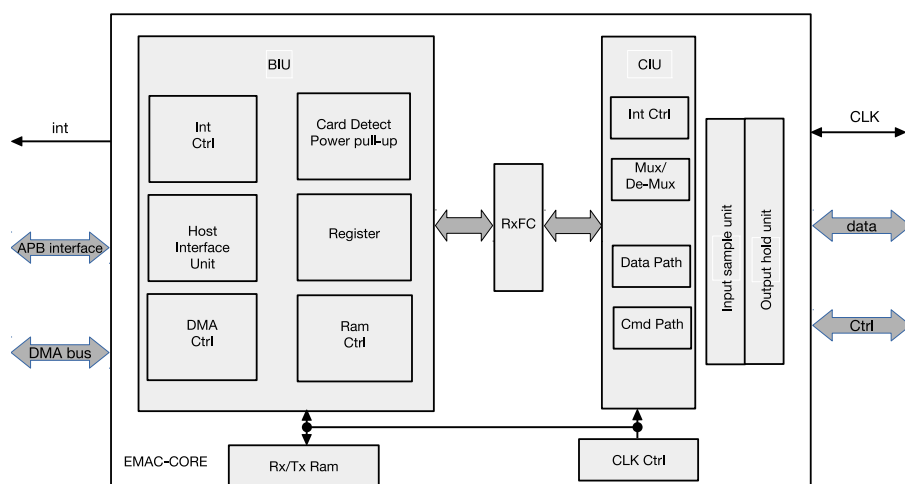 BIU
CIU
int
CLK
Int
Ctrl
Card Detect
Power pull-up
Int Ctrl
Mux/
De-Mux
Host
Interface
Unit
Register
RxFC
APB interface
data
Data Path
Input sample unit
Output hold unit
DMA
Ctrl
Ram
Ctrl
Cmd Path
DMA bus
Ctrl
EMAC-CORE
Rx/Tx Ram
CLK Ctrl